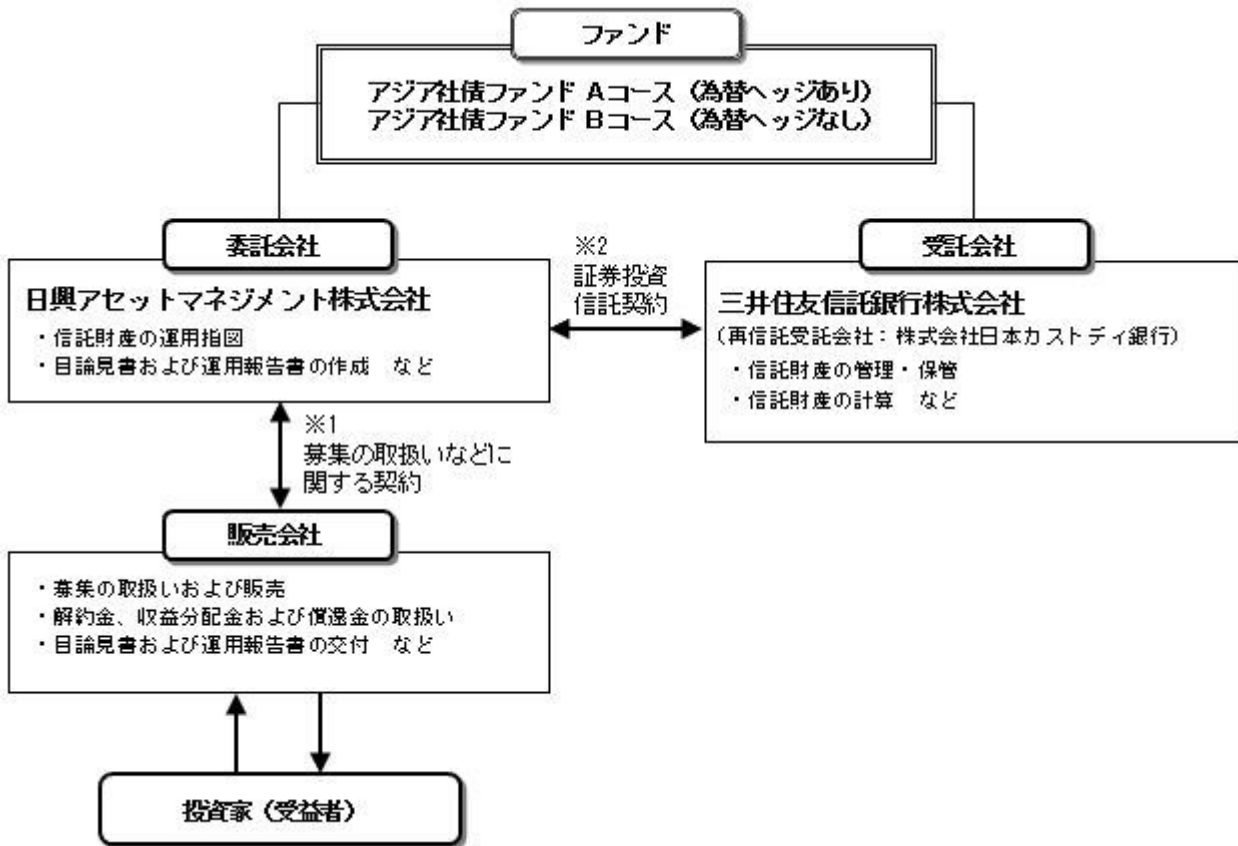 ファンド
アジア社債ファンド Aコース（為替ヘッジあり）
アジア社債ファンド Bコース（為替ヘッジなし）
委託会社
日興アセットマネジメント株式会社
・信託財産の運用指図
・目論見書および運用報告書の作成　など
※2
証券投資
信託契約
受託会社
三井住友信託銀行株式会社
（再信託受託会社：株式会社日本カストディ銀行）
・信託財産の管理・保管
・信託財産の計算　など
※1
募集の取扱いなどに
関する契約
販売会社
・募集の取扱いおよび販売
・解約金、収益分配金および償還金の取扱い
・目論見書および運用報告書の交付　など
投資家（受益者）